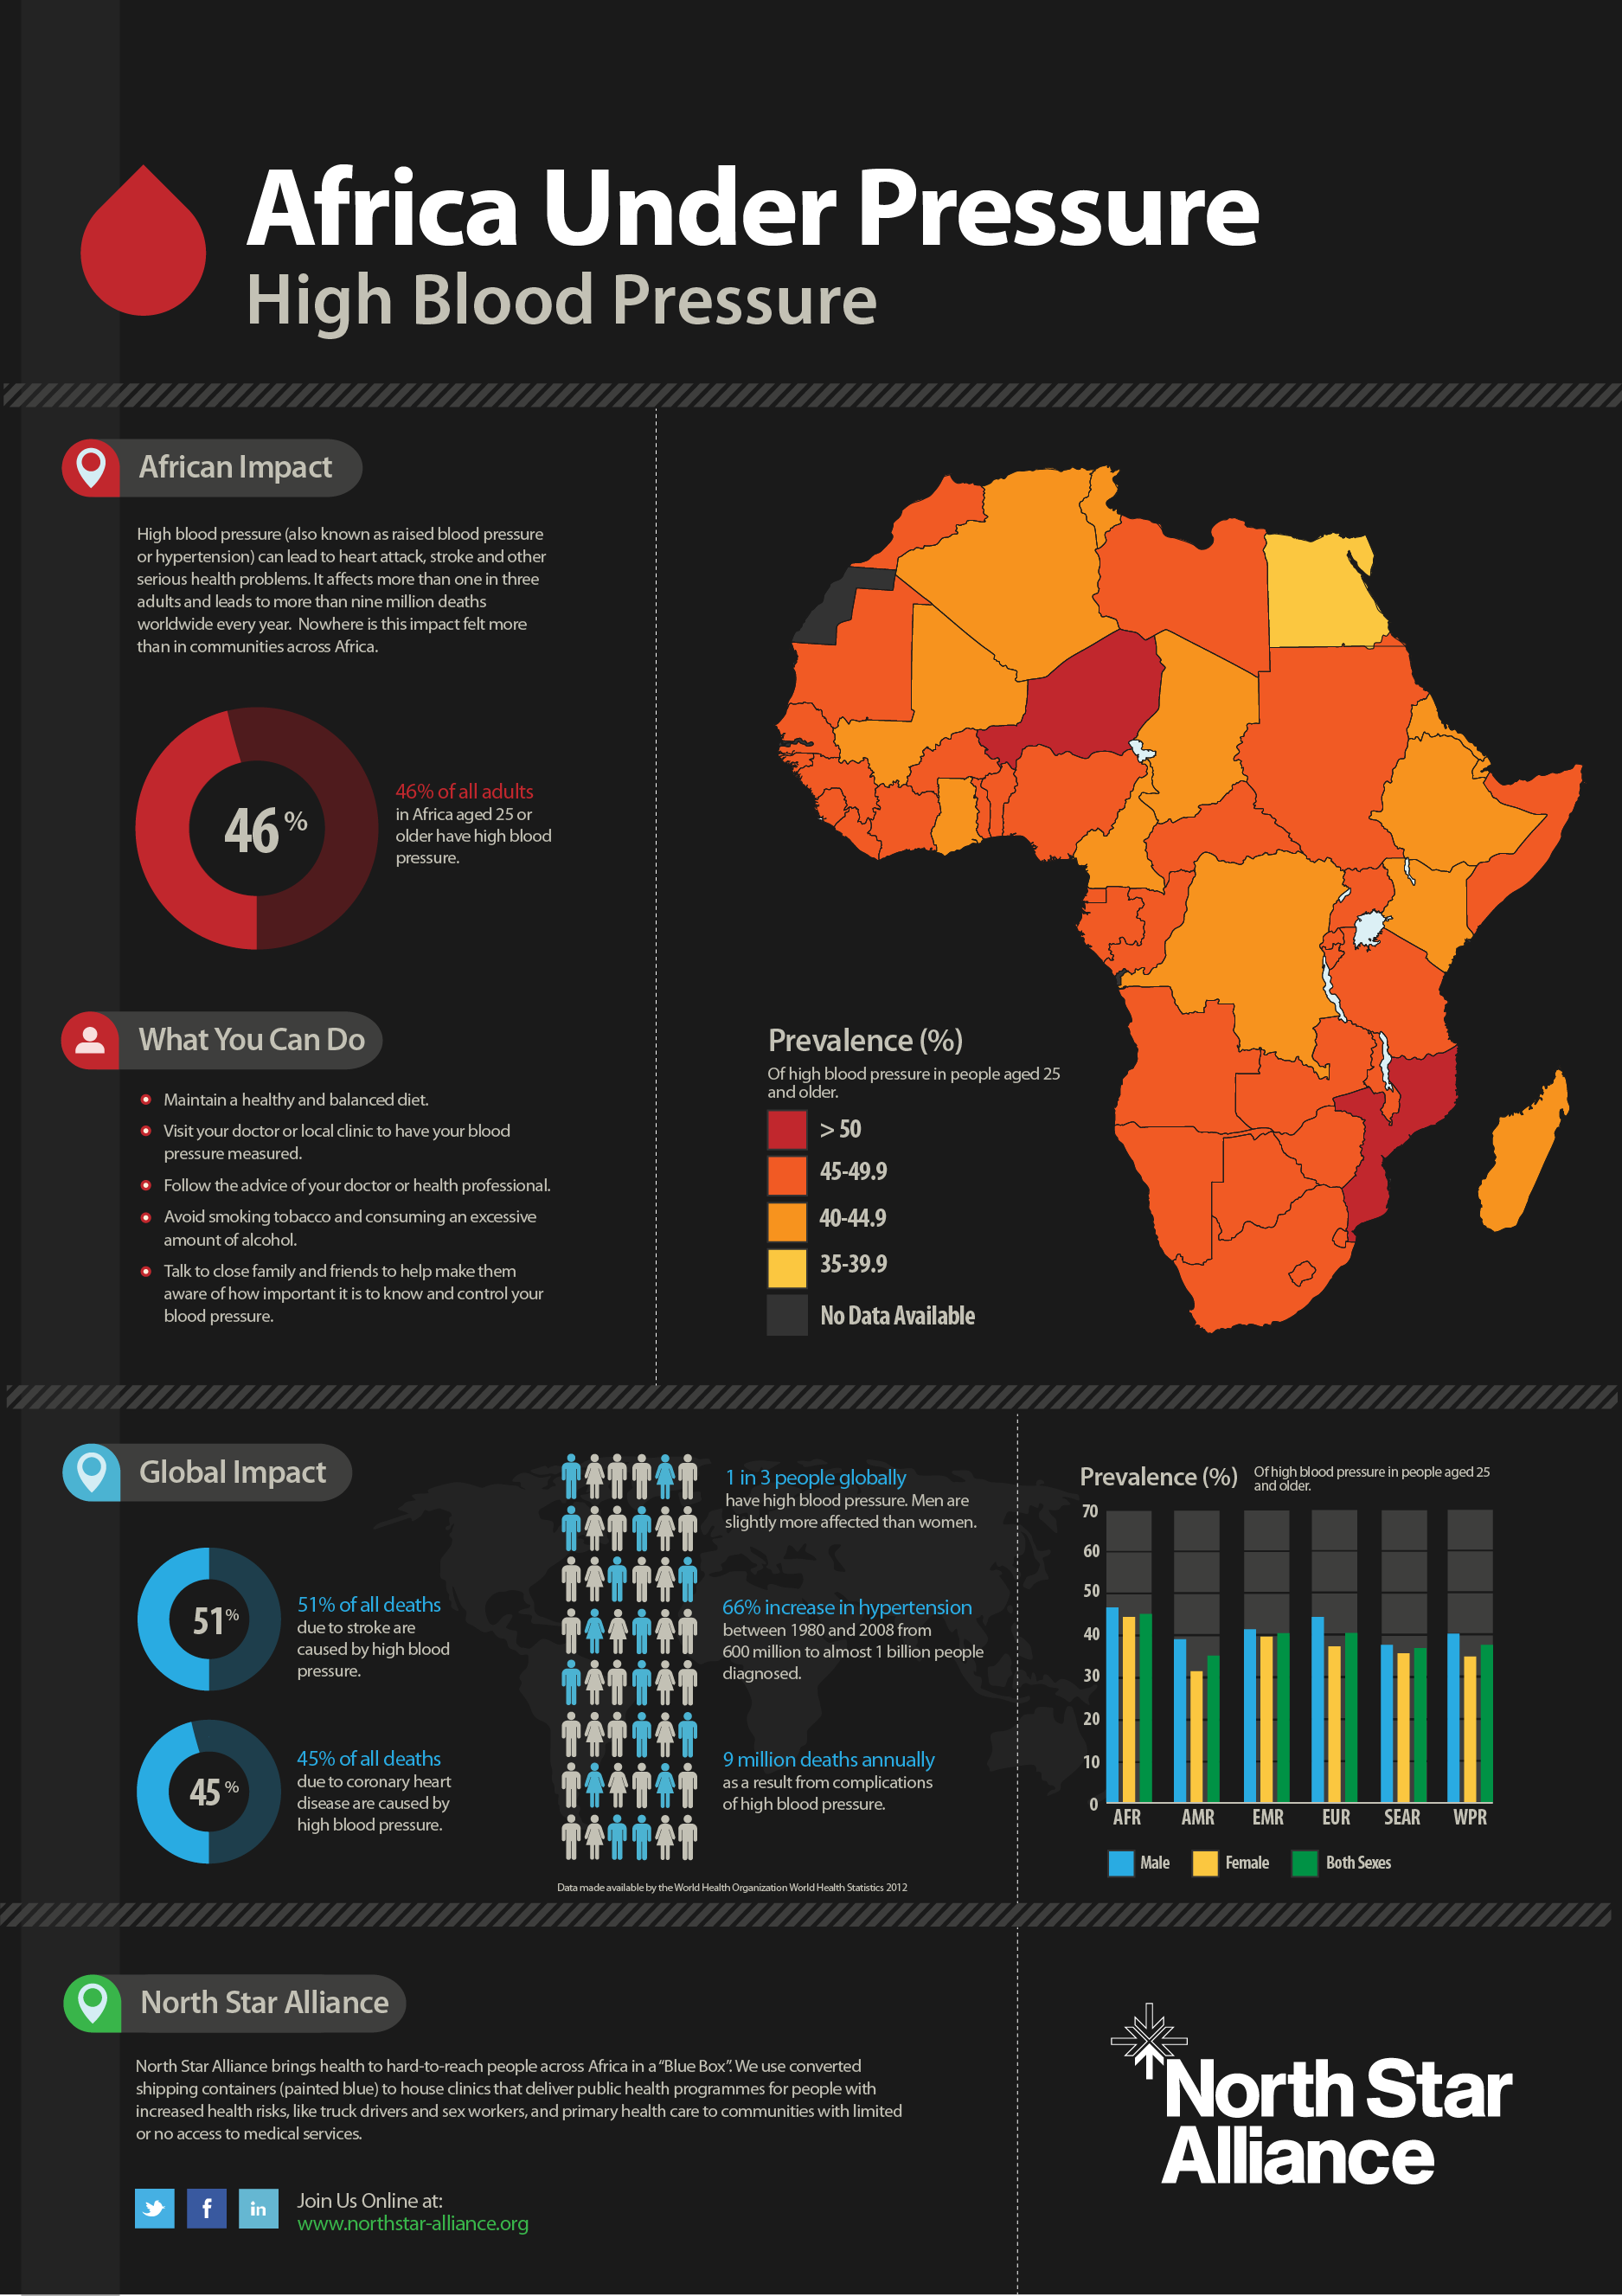 Africa Under Pressure
High Blood Pressure
African Impact
High blood pressure (also known as raised blood pressure
or hypertension) can lead to heart attack, stroke and other
serious health problems. It affects more than one in three
adults and leads to more than nine million deaths
worldwide every year. Nowhere is this impact felt more
than in communities across Africa.
46%
46% of all adults
in Africa aged 25 or
older have high blood
pressure.
What You Can Do
Maintain a healthy and balanced diet.
Visit your doctor or local clinic to have your blood
pressure measured.
Follow the advice of your doctor or health professional.
Avoid smoking tobacco and consuming an excessive
amount of alcohol.
Talk to close family and friends to help make them
aware of how important it is to know and control your
blood pressure.
Prevalence (%)
Of high blood pressure in people aged 25
and older.
> 50
45-49.9
40-44.9
35-39.9
No Data Available
Global Impact
51%
51% of all deaths
due to stroke are
caused by high blood
pressure.
45%
45% of all deaths
due to coronary heart
disease are caused by
high blood pressure.
1 in 3 people globally
have high blood pressure. Men are
slightly more affected than women.
66% increase in hypertension
between 1980 and 2008 from
600 million to almost 1 billion people
diagnosed.
9 million deaths annually
as a result from complications
of high blood pressure.
Data made available by the World Health Organization World Health Statistics 2012
Prevalence (%)
Of high blood pressure in people aged 25
and older.
70
60
50
40
30
20
10
0
AFR AMR EMR EUR SEAR WPR
Male Female Both Sexes
North Star Alliance
North Star Alliance brings health to hard-to-reach people across Africa in a “Blue Box”. We use converted
shipping containers (painted blue) to house clinics that deliver public health programmes for people with
increased health risks, like truck drivers and sex workers, and primary health care to communities with limited
or no access to medical services.
f
in
Join Us Online at:
www.northstar-alliance.org
North Star
Alliance